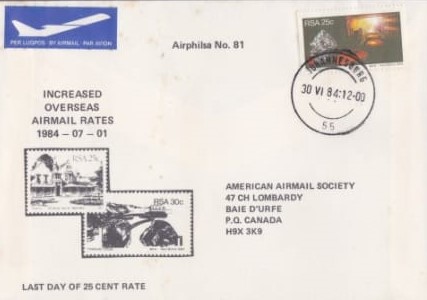 PER LUGPOS · BY AIRMAIL · PAR AVION
Airphilsa No. 81
RSA 25c
JOHANNESBURG
30 VI 84:12-00
55
INCREASED
OVERSEAS
AIRMAIL RATES
1984 – 07 – 01
RSA 25c
RSA 30c
AMERICAN AIRMAIL SOCIETY
47 CH LOMBARDY
BAIE D'URFE
P.Q. CANADA
H9X 3K9
LAST DAY OF 25 CENT RATE